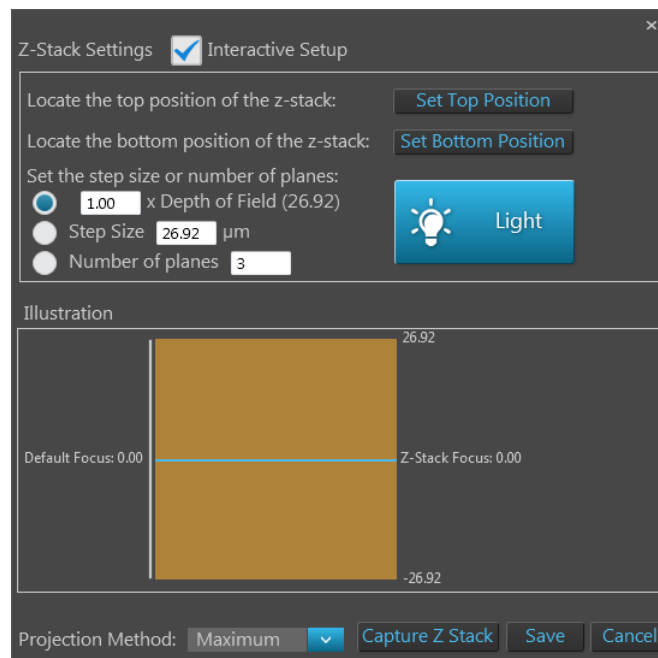 ×
Z-Stack Settings Interactive Setup
Locate the top position of the z-stack: Set Top Position
Locate the bottom position of the z-stack: Set Bottom Position
Set the step size or number of planes:
1.00 x Depth of Field (26.92)
Step Size 26.92 µm
Number of planes 3
Light
Illustration
26.92
Default Focus: 0.00 Z-Stack Focus: 0.00
-26.92
Projection Method: Maximum Capture Z Stack Save Cancel